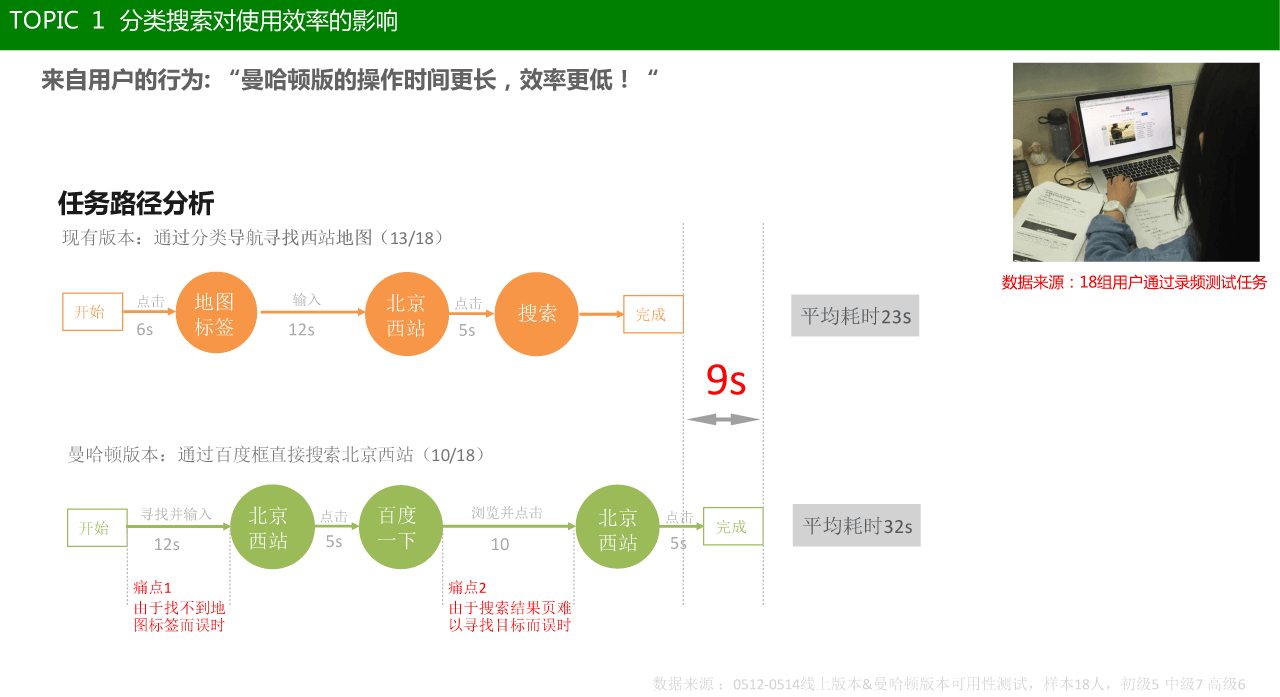 TOPIC 1 分类搜索对使用效率的影响
来自用户的行为: “曼哈顿版的操作时间更长，效率更低！“
任务路径分析
现有版本：通过分类导航寻找西站地图（13/18）
数据来源：18组用户通过录频测试任务
开始
点击
6s
地图
标签
输入
12s
北京
西站
点击
5s
搜索
完成
平均耗时23s
9s
曼哈顿版本：通过百度框直接搜索北京西站（10/18）
开始
寻找并输入
12s
北京
西站
点击
5s
百度
一下
浏览并点击
10
北京
西站
点击
5s
完成
平均耗时32s
痛点1
由于找不到地
图标签而误时
痛点2
由于搜索结果页难
以寻找目标而误时
数据来源：0512-0514线上版本&曼哈顿版本可用性测试，样本18人，初级5 中级7 高级6